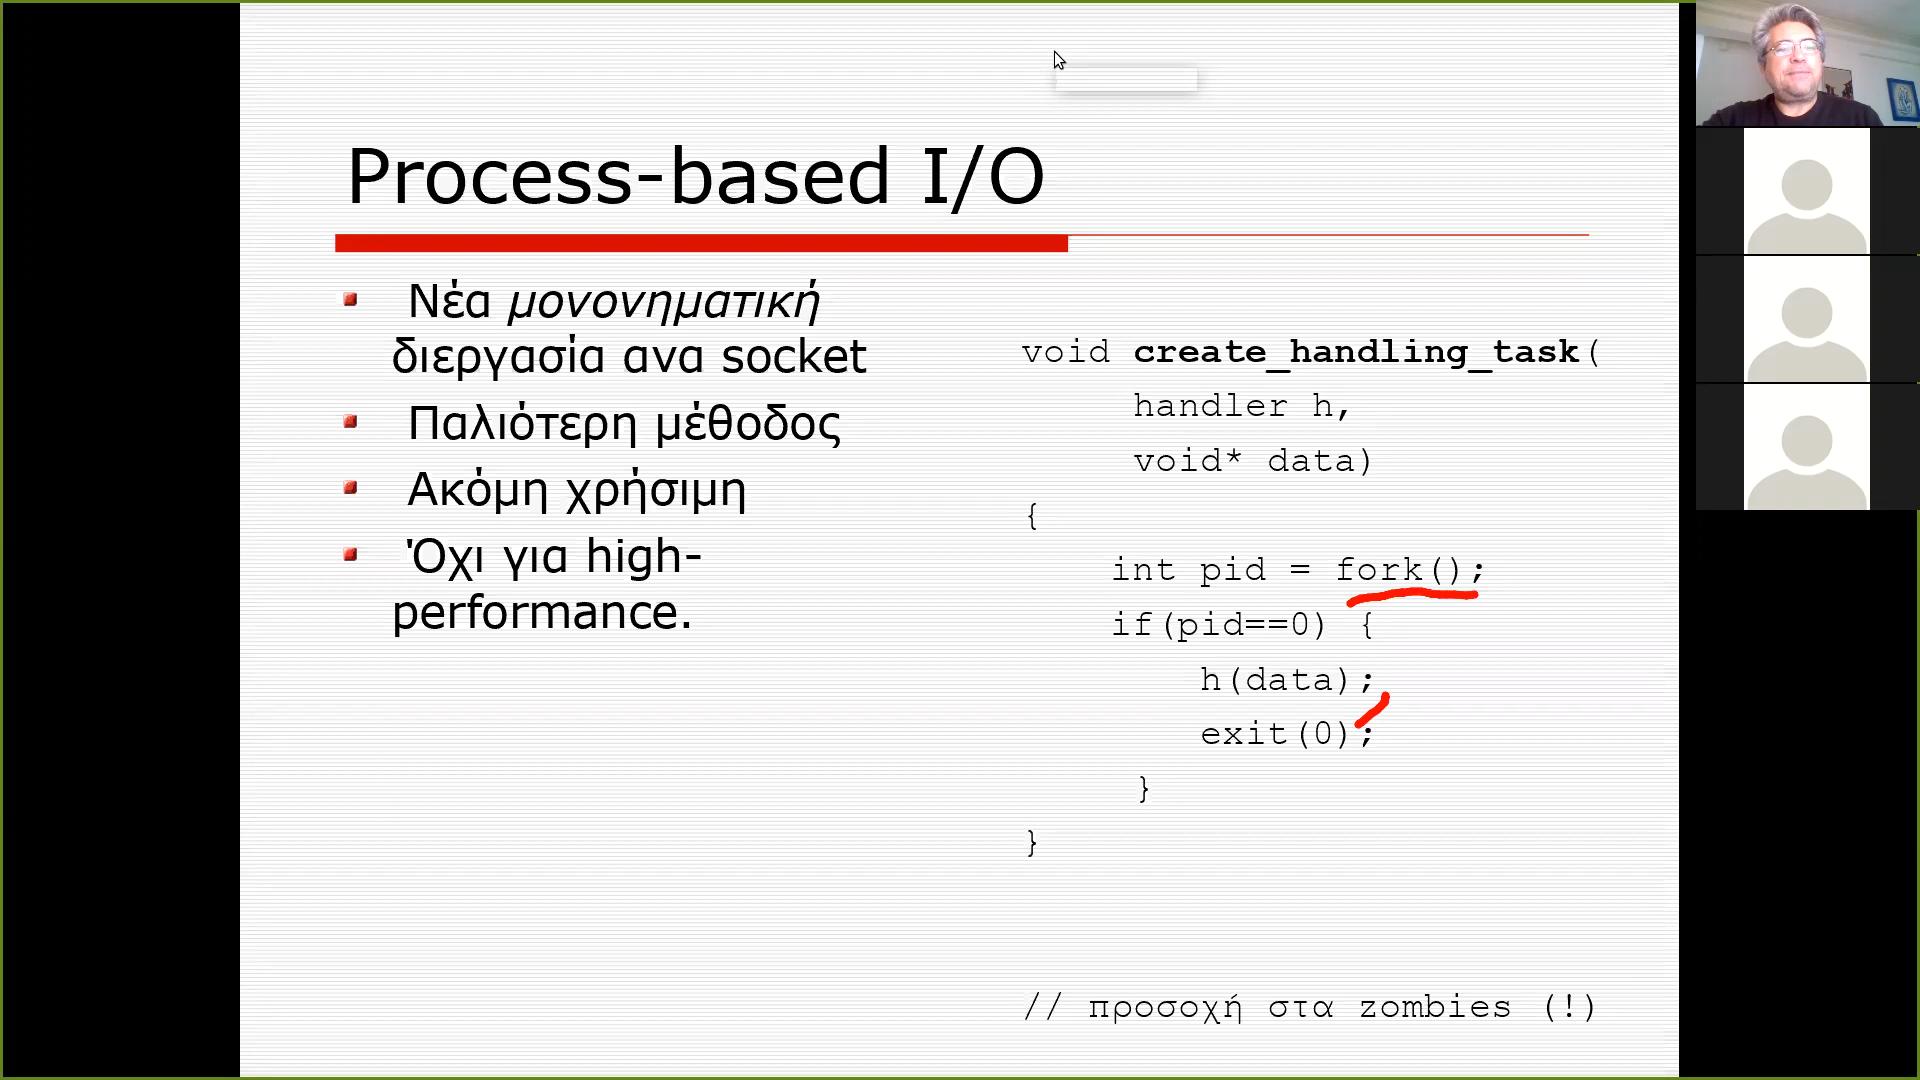 Process-based I/O
Νέα μονονηματική
διεργασία ανα socket
Παλιότερη μέθοδος
Ακόμη χρήσιμη
Όχι για high-
performance.
void create_handling_task(
handler h,
void* data)
{
int pid = fork();
if(pid==0) {
h(data);
exit(0);
}
}
// προσοχή στα zombies (!)